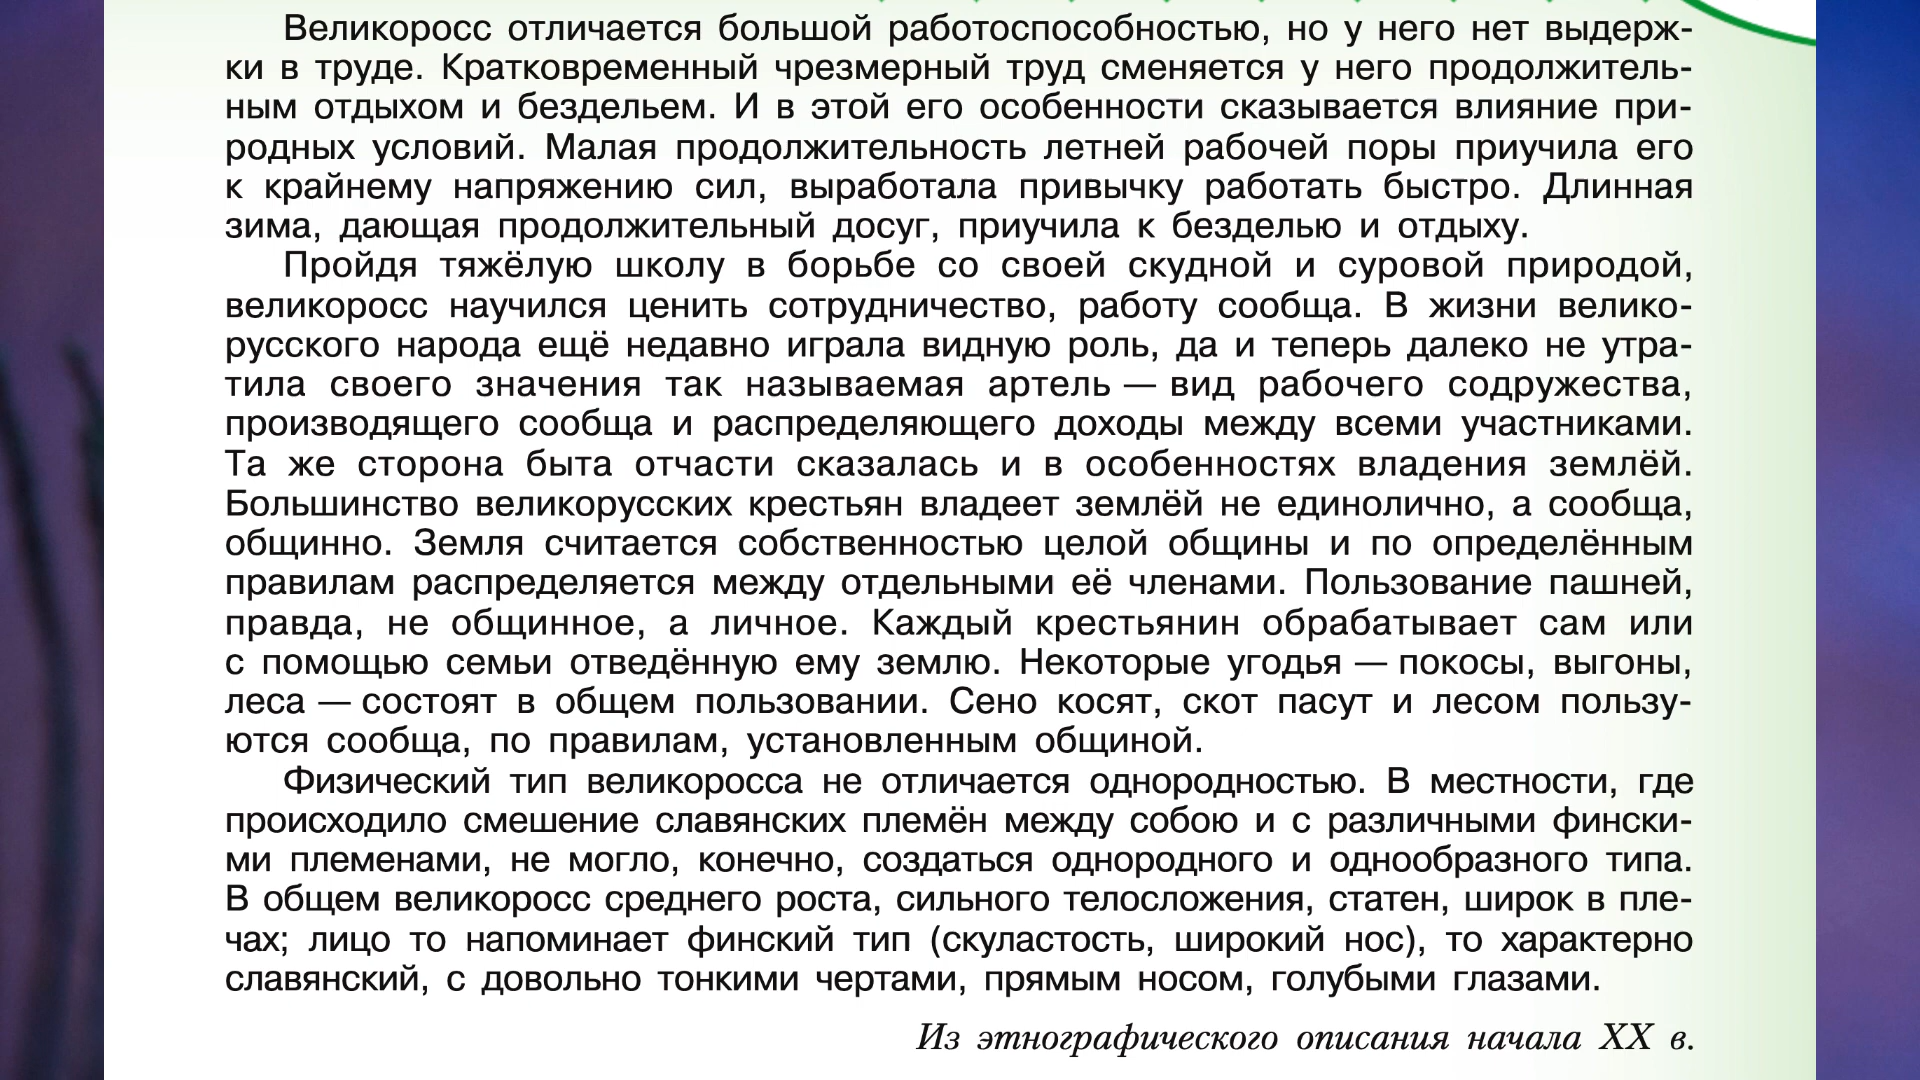 Великоросс отличается большой работоспособностью, но у него нет выдерж-
ки в труде. Кратковременный чрезмерный труд сменяется у него продолжитель-
ным отдыхом и бездельем. И в этой его особенности сказывается влияние при-
родных условий. Малая продолжительность летней рабочей поры приучила его
к крайнему напряжению сил, выработала привычку работать быстро. Длинная
зима, дающая продолжительный досуг, приучила к безделью и отдыху.
Пройдя тяжёлую школу в борьбе со своей скудной и суровой природой,
великоросс научился ценить сотрудничество, работу сообща. В жизни велико-
русского народа ещё недавно играла видную роль, да и теперь далеко не утра-
тила своего значения так называемая артель — вид рабочего содружества,
производящего сообща и распределяющего доходы между всеми участниками.
Та же сторона быта отчасти сказалась и в особенностях владения землёй.
Большинство великорусских крестьян владеет землёй не единолично, а сообща,
общинно. Земля считается собственностью целой общины и по определённым
правилам распределяется между отдельными её членами. Пользование пашней,
правда, не общинное, а личное. Каждый крестьянин обрабатывает сам или
с помощью семьи отведённую ему землю. Некоторые угодья — покосы, выгоны,
леса — состоят в общем пользовании. Сено косят, скот пасут и лесом пользу-
ются сообща, по правилам, установленным общиной.
Физический тип великоросса не отличается однородностью. В местности, где
происходило смешение славянских племён между собою и с различными фински-
ми племенами, не могло, конечно, создаться однородного и однообразного типа.
В общем великоросс среднего роста, сильного телосложения, статен, широк в пле-
чах; лицо то напоминает финский тип (скуластость, широкий нос), то характерно
славянский, с довольно тонкими чертами, прямым носом, голубыми глазами.
Из этнографического описания начала XX в.